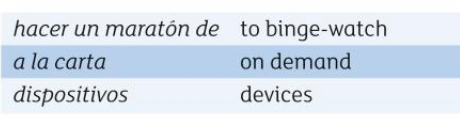 hacer un maratón de to binge-watch
a la carta on demand
dispositivos devices